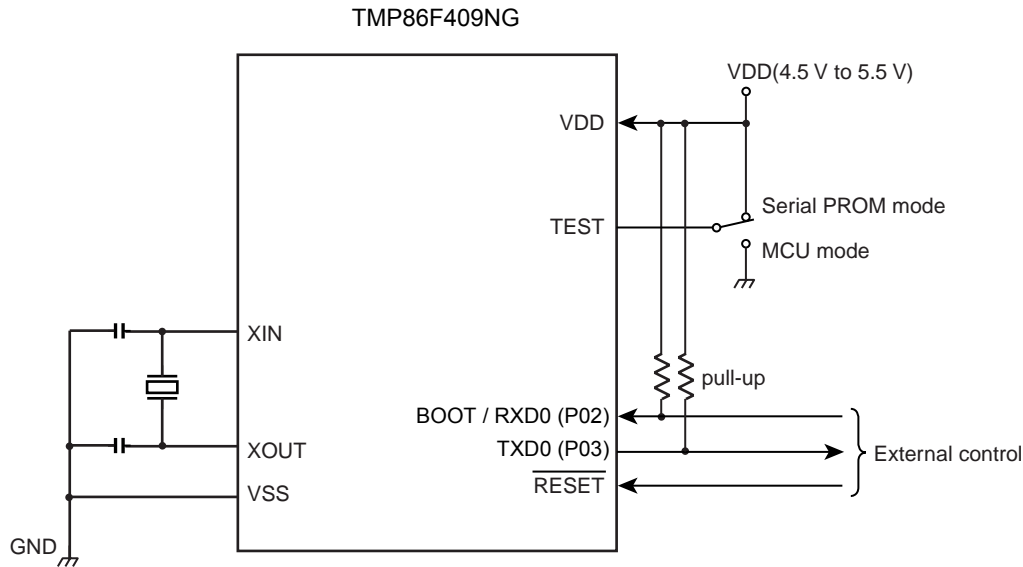 TMP86F409NG
VDD(4.5 V to 5.5 V)
VDD
Serial PROM mode
TEST
MCU mode
XIN
pull-up
BOOT / RXD0 (P02)
XOUT
TXD0 (P03)
External control
RESET
VSS
GND